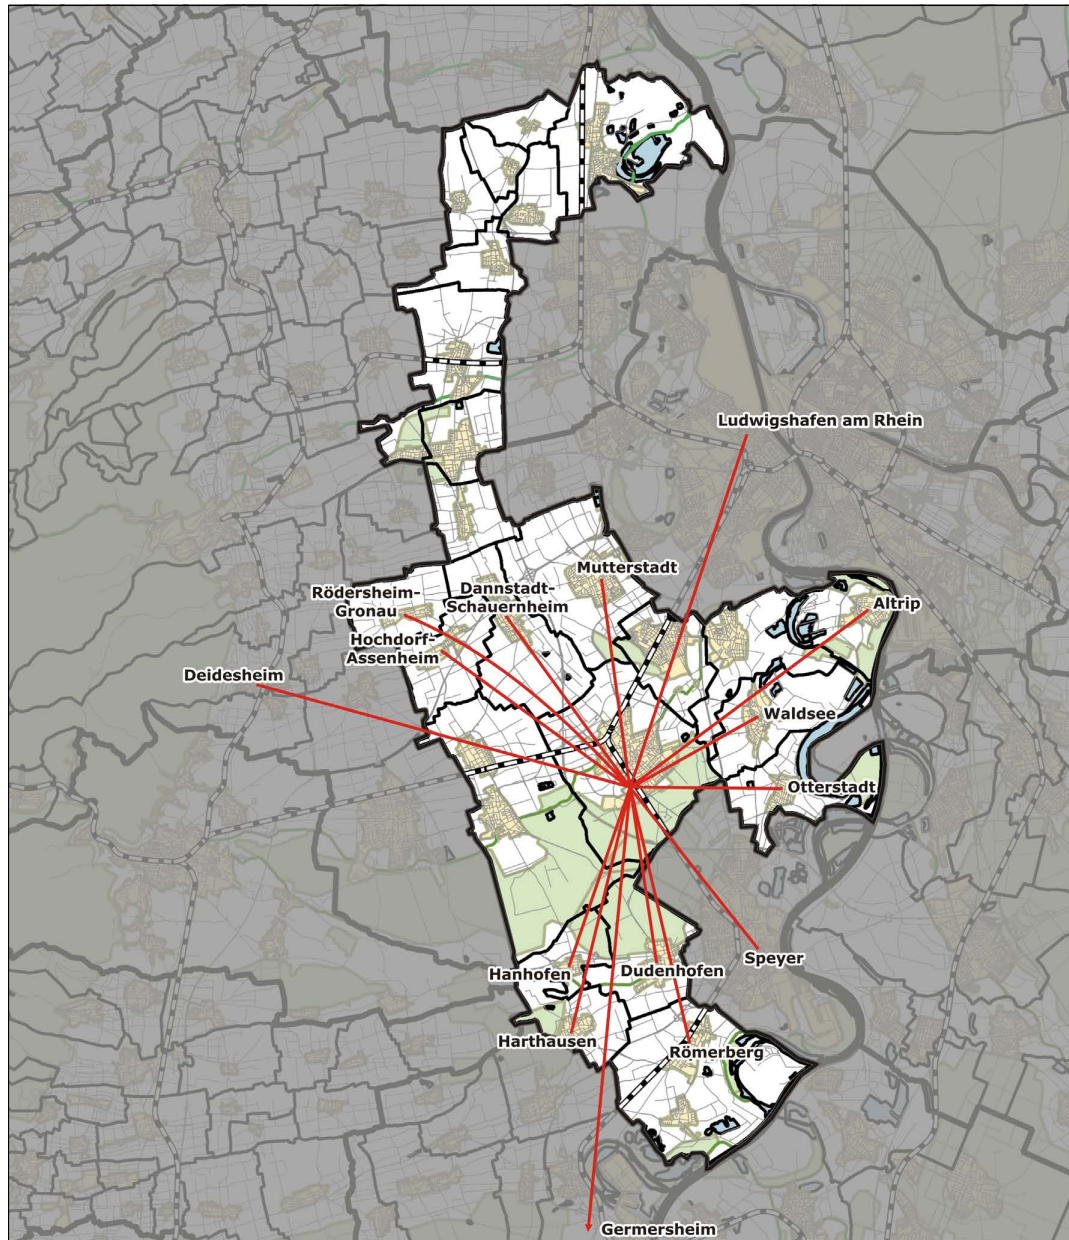 Ludwigshafen am Rhein
Mutterstadt
Rödersheim-
Gronau
Dannstadt-
Schauernheim
Altrip
Hochdorf-
Assenheim
Deidesheim
Waldsee
Otterstadt
Speyer
Hanhofen
Dudenhofen
Harthausen
Römerberg
Germersheim